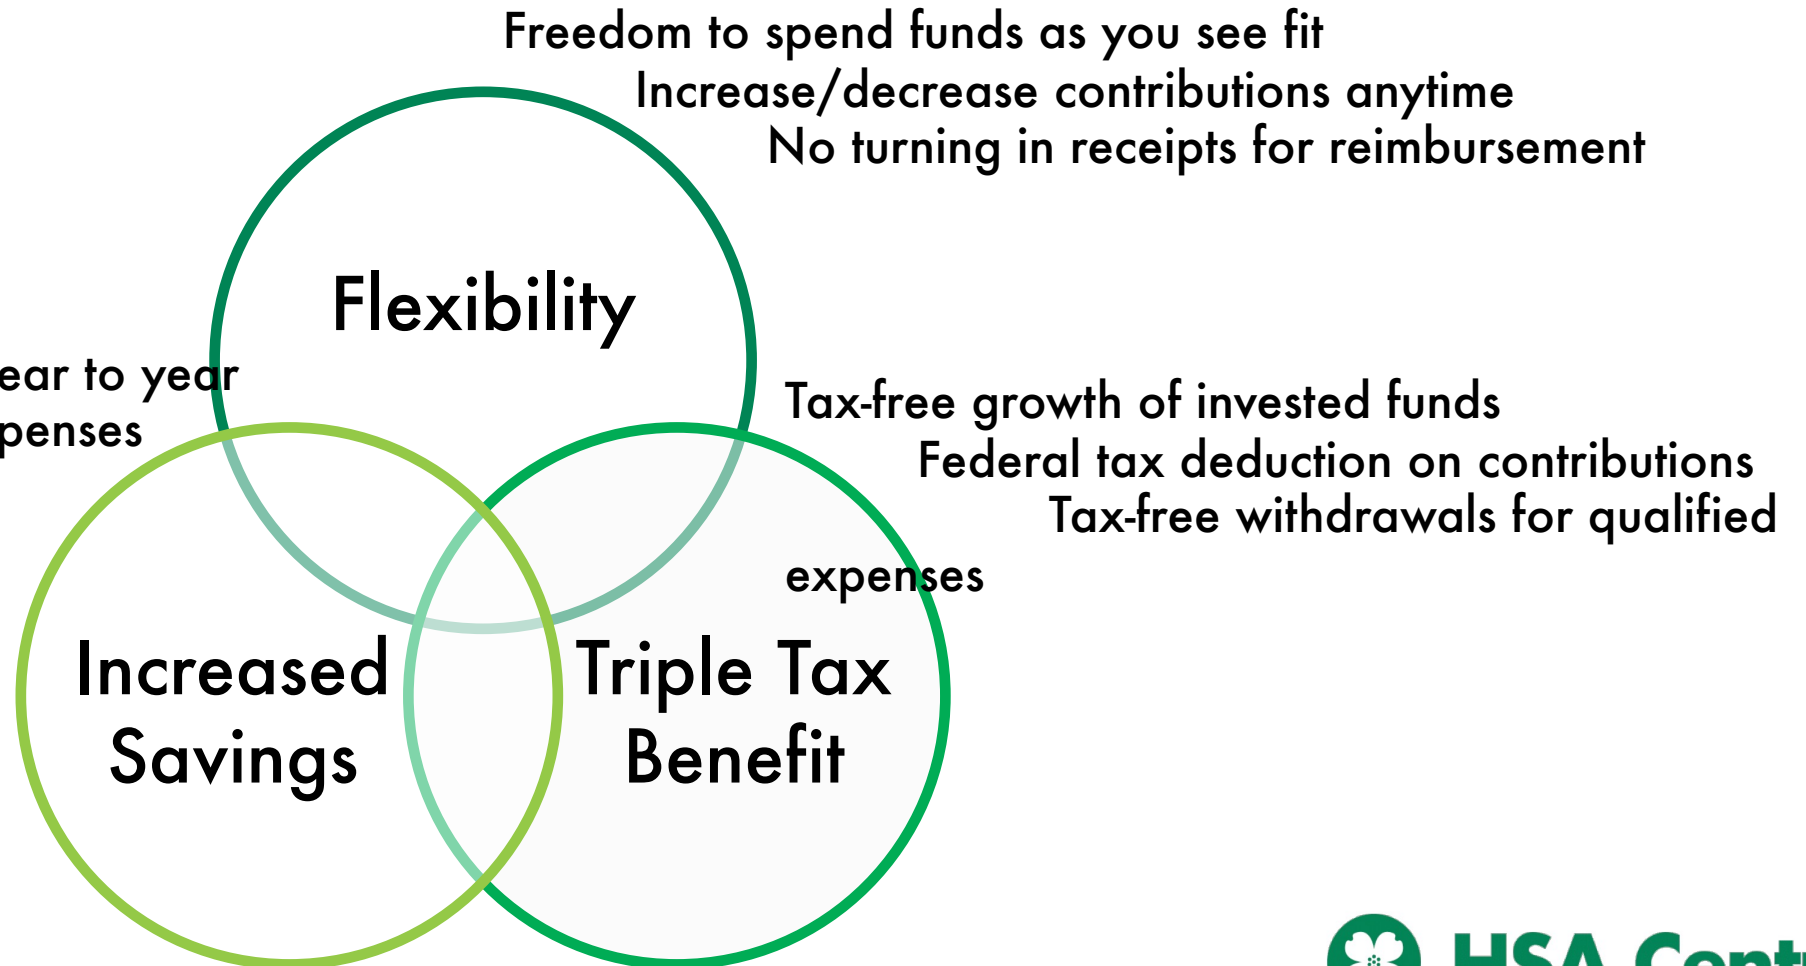 Freedom to spend funds as you see fit
Increase/decrease contributions anytime
No turning in receipts for reimbursement
Flexibility
ear to year
penses
Tax-free growth of invested funds
Federal tax deduction on contributions
Tax-free withdrawals for qualified
expenses
Increased
Savings
Triple Tax
Benefit
HSA